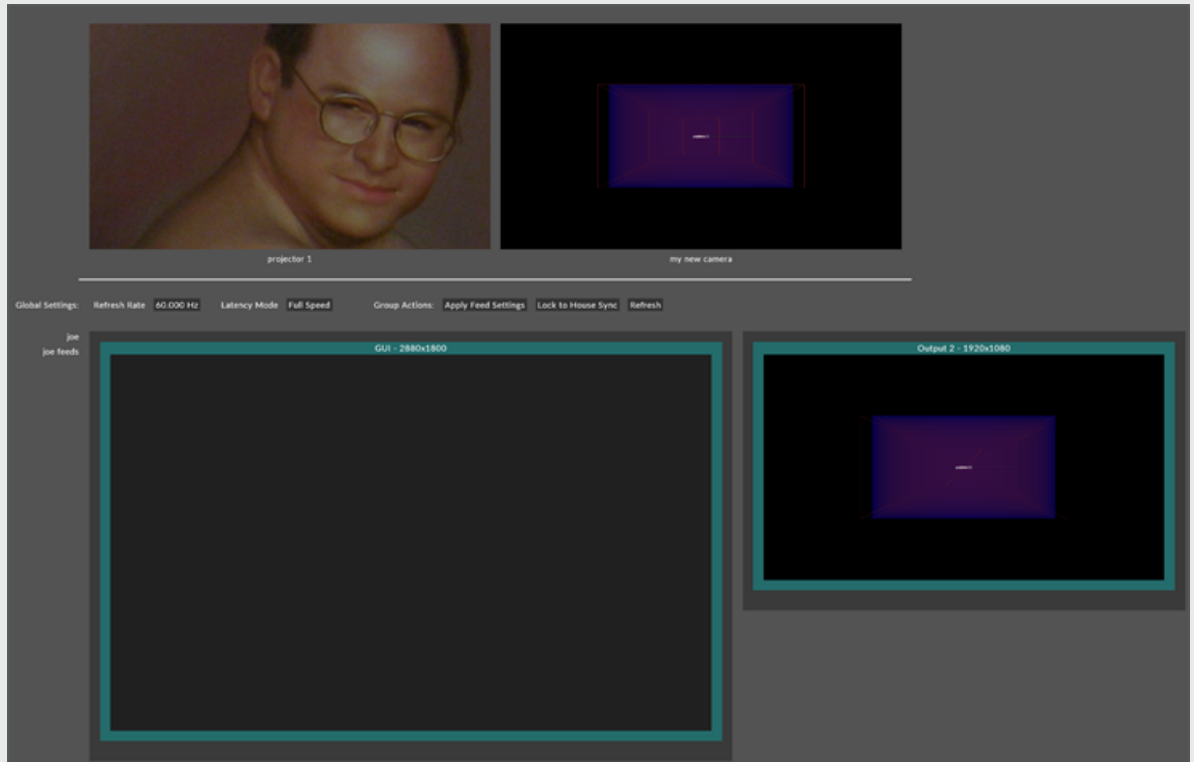 projector 1
my new camera
Global Settings: Refresh Rate 60.000 Hz Latency Mode Full Speed Group Actions: Apply Feed Settings Lock to House Sync Refresh
joe
joe feeds
GUI - 2880x1800
Output 2 - 1920x1080